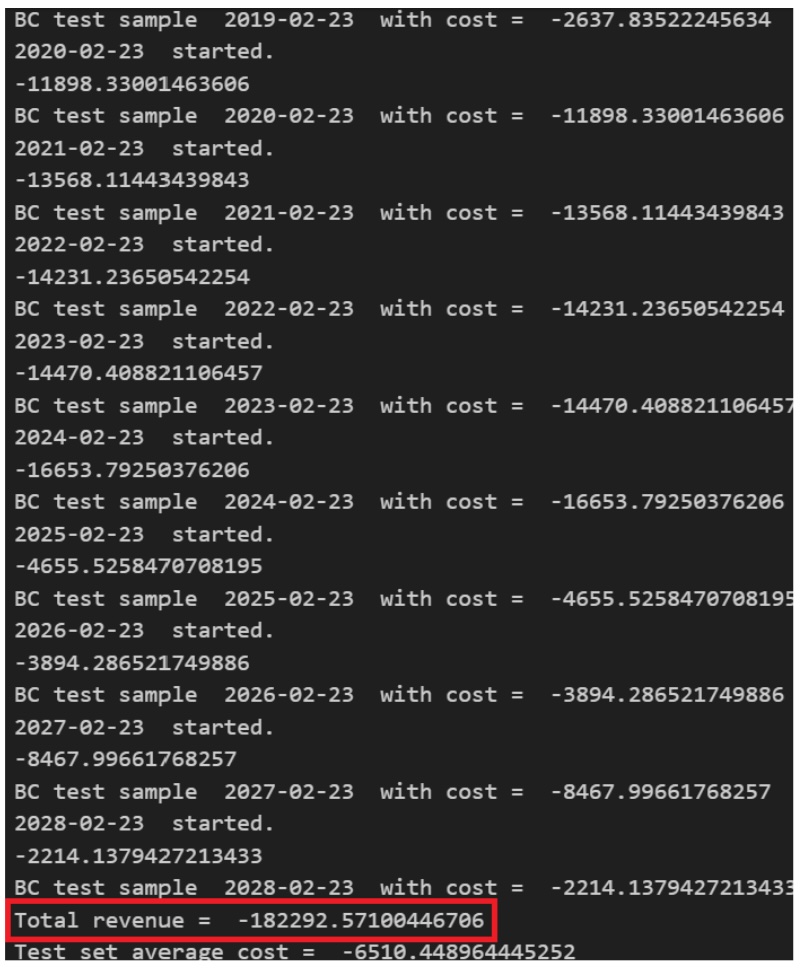 BC test sample  2019-02-23  with cost =  -2637.83522245634
2020-02-23  started.
-11898.33001463606
BC test sample  2020-02-23  with cost =  -11898.33001463606
2021-02-23  started.
-13568.11443439843
BC test sample  2021-02-23  with cost =  -13568.11443439843
2022-02-23  started.
-14231.23650542254
BC test sample  2022-02-23  with cost =  -14231.23650542254
2023-02-23  started.
-14470.408821106457
BC test sample  2023-02-23  with cost =  -14470.408821106457
2024-02-23  started.
-16653.79250376206
BC test sample  2024-02-23  with cost =  -16653.79250376206
2025-02-23  started.
-4655.5258470708195
BC test sample  2025-02-23  with cost =  -4655.5258470708195
2026-02-23  started.
-3894.286521749886
BC test sample  2026-02-23  with cost =  -3894.286521749886
2027-02-23  started.
-8467.99661768257
BC test sample  2027-02-23  with cost =  -8467.99661768257
2028-02-23  started.
-2214.1379427213433
BC test sample  2028-02-23  with cost =  -2214.1379427213433
Total revenue =  -182292.57100446706
Test set average cost =  -6510.448964445252